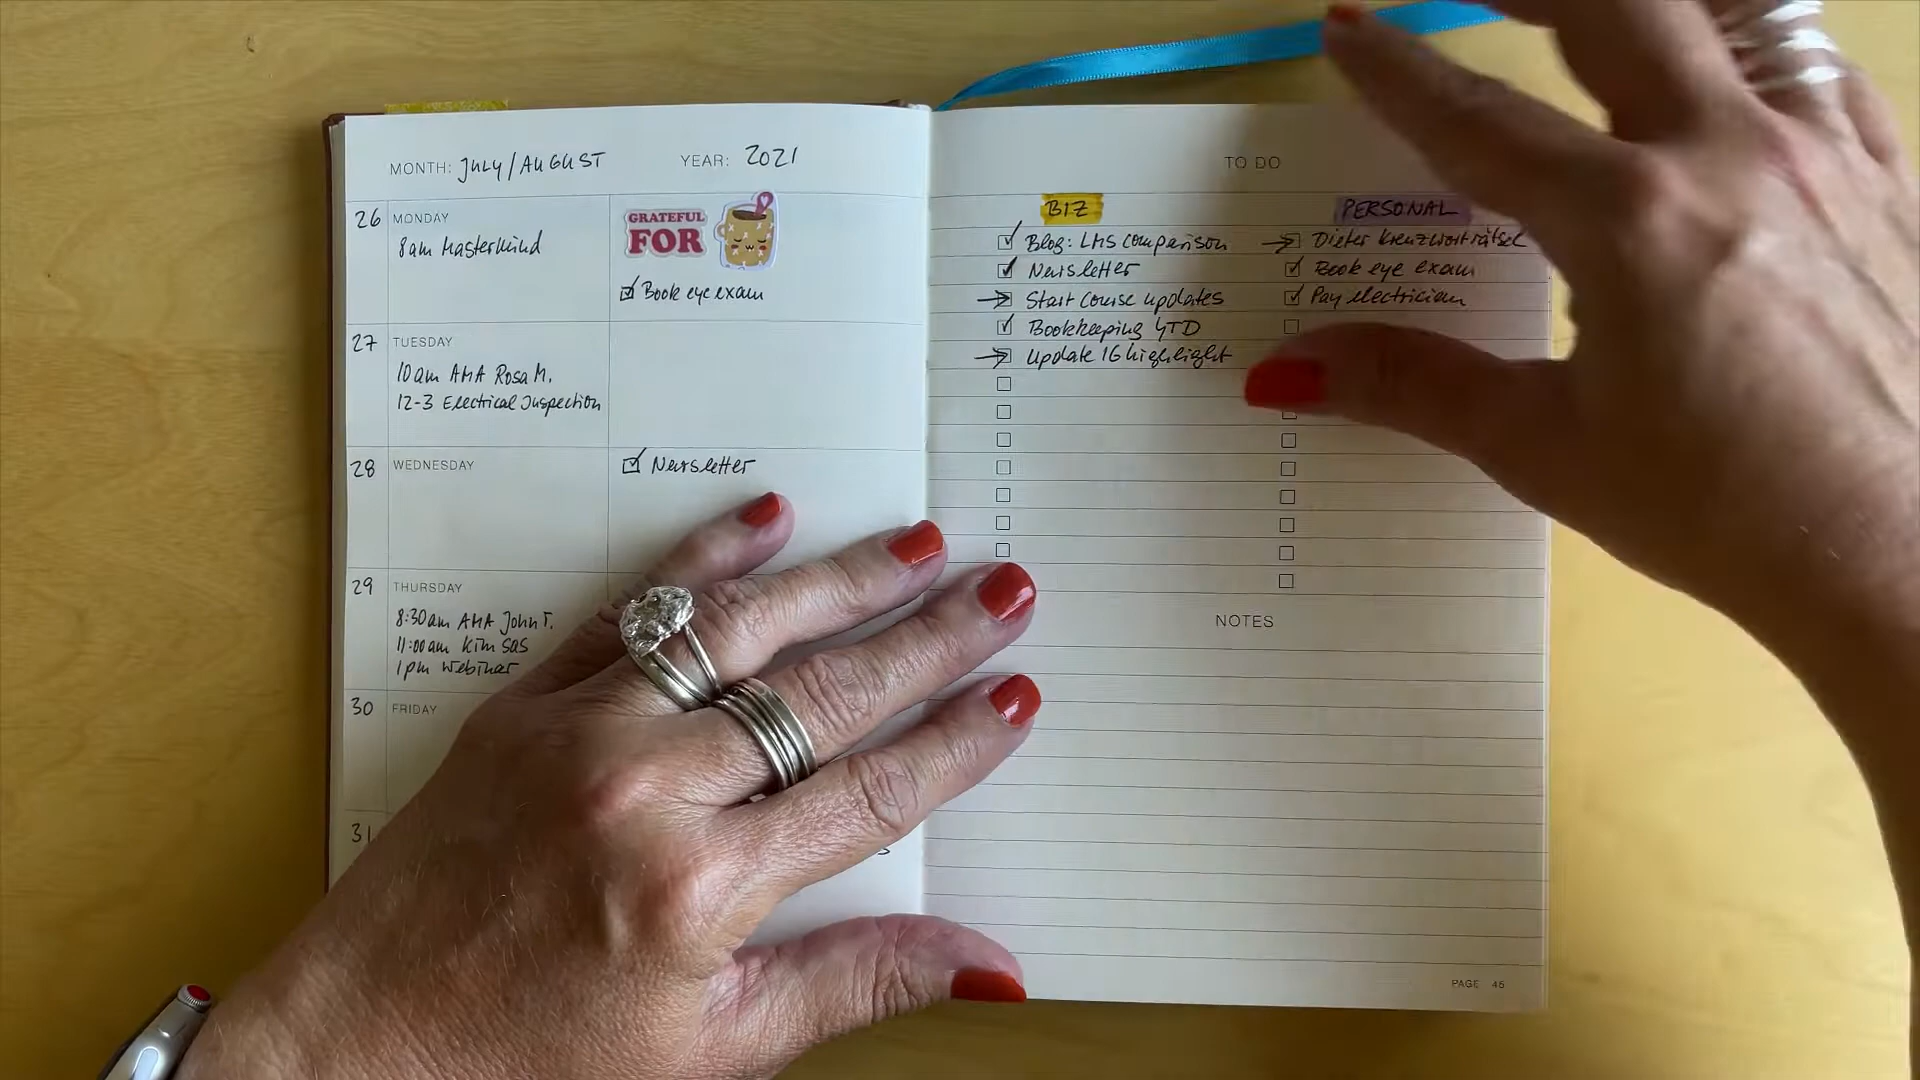 MONTH: JULY/AUGUST YEAR: 2021
26 MONDAY
8am Mastermind
GRATEFUL
FOR
Book eye exam
27 TUESDAY
10am AMA Rosa M.
12-3 Electrical Inspection
28 WEDNESDAY
Newsletter
29 THURSDAY
8:30am AMA John T.
11:00am Kim SAS
1pm Webinar
30 FRIDAY
31
TO DO
BIZ
Blog: LMS comparison
Newsletter
Start course updates
Bookkeeping YTD
Update IG highlight
PERSONAL
Dieter Kreuzworträtsel
Book eye exam
Pay electrician
NOTES
PAGE 45